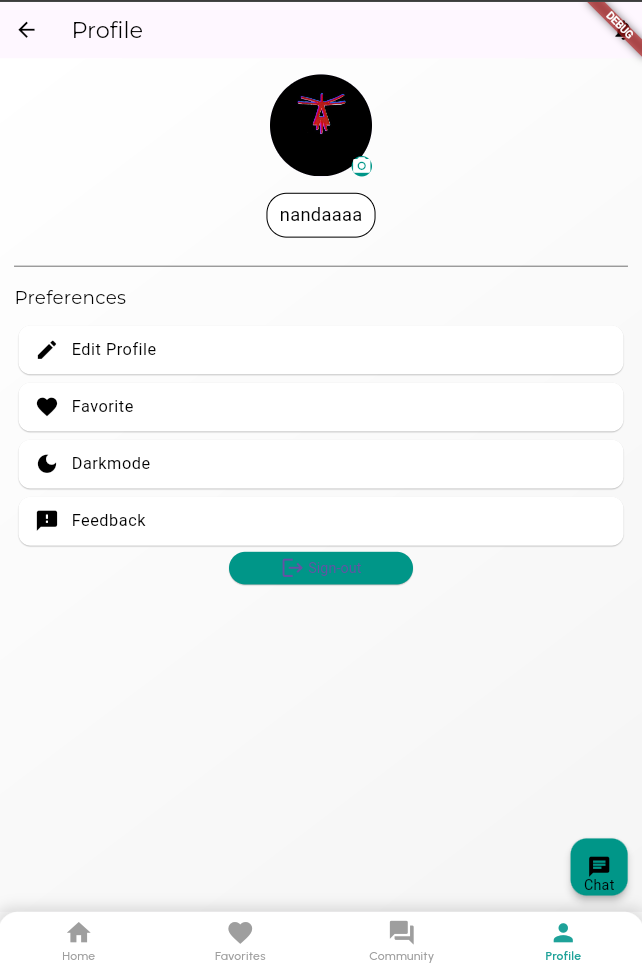 Profile
DEBUG
nandaaaa
Preferences
Edit Profile
Favorite
Darkmode
Feedback
Sign-out
Chat
Home
Favorites
Community
Profile